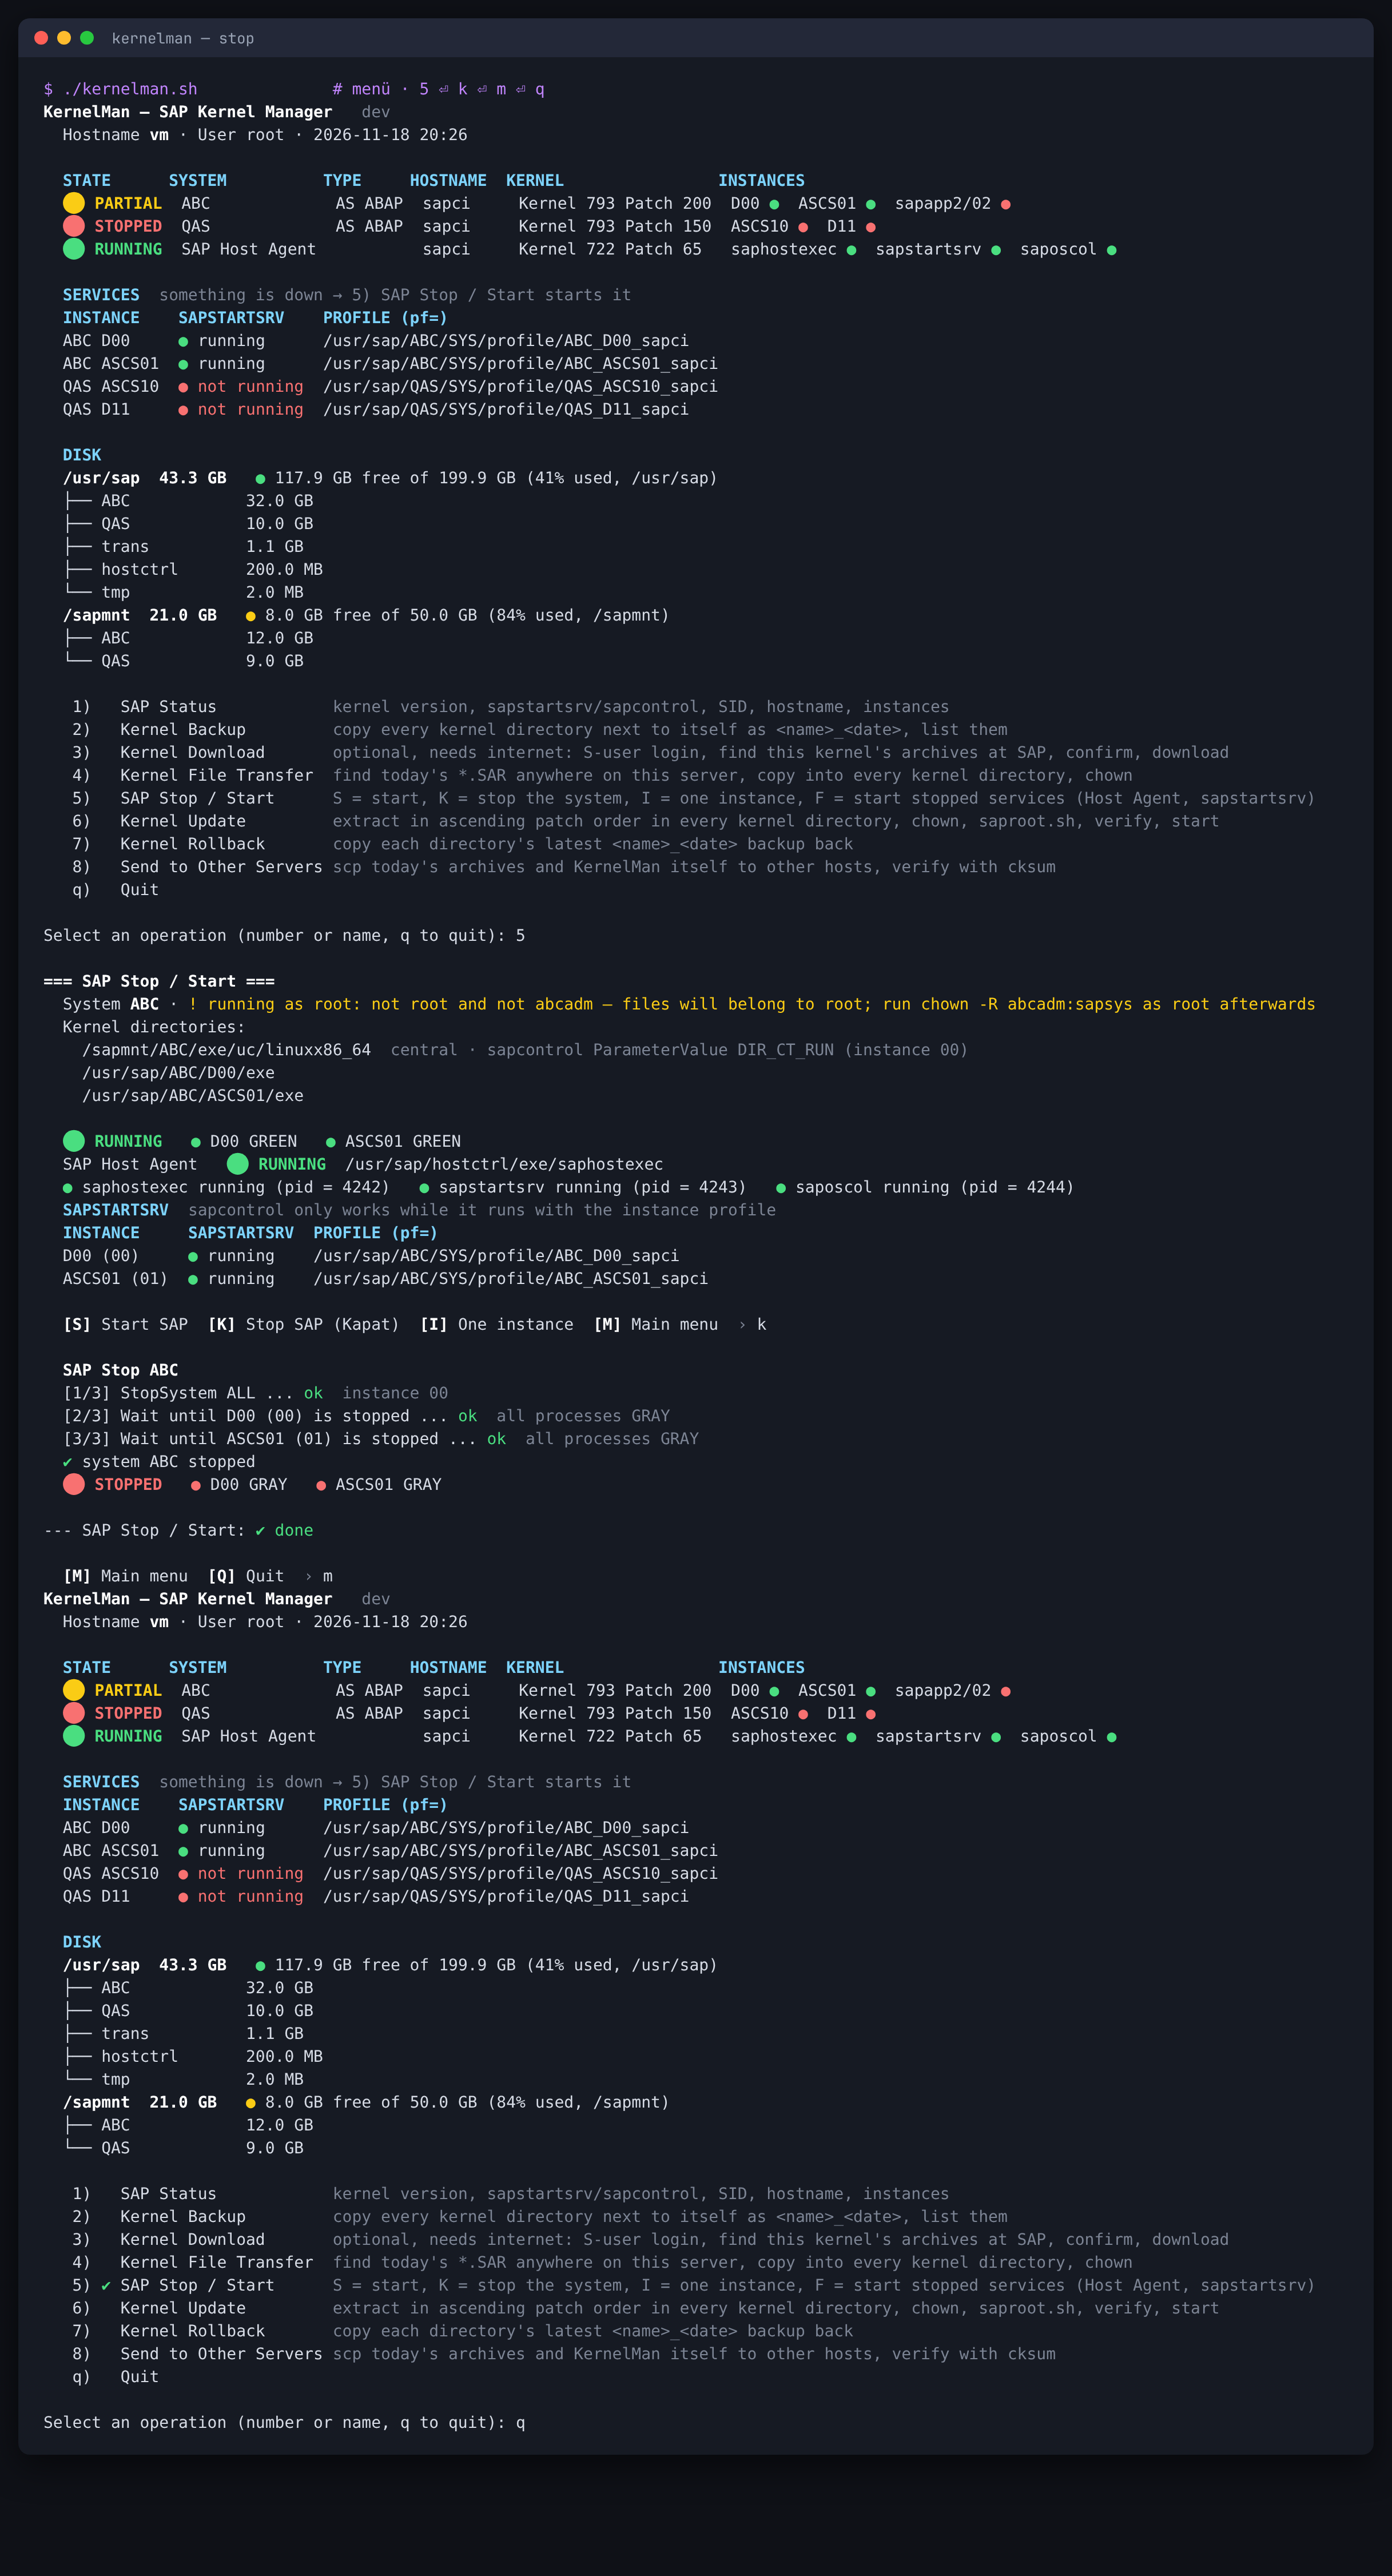 kernelman — stop
$ ./kernelman.sh              # menü · 5 ⏎ k ⏎ m ⏎ q
KernelMan — SAP Kernel Manager   dev
  Hostname vm · User root · 2026-11-18 20:26

  STATE      SYSTEM          TYPE     HOSTNAME  KERNEL                INSTANCES
  ● PARTIAL  ABC             AS ABAP  sapci     Kernel 793 Patch 200  D00 ●  ASCS01 ●  sapapp2/02 ●
  ● STOPPED  QAS             AS ABAP  sapci     Kernel 793 Patch 150  ASCS10 ●  D11 ●
  ● RUNNING  SAP Host Agent           sapci     Kernel 722 Patch 65   saphostexec ●  sapstartsrv ●  saposcol ●

  SERVICES  something is down → 5) SAP Stop / Start starts it
  INSTANCE    SAPSTARTSRV    PROFILE (pf=)
  ABC D00     ● running      /usr/sap/ABC/SYS/profile/ABC_D00_sapci
  ABC ASCS01  ● running      /usr/sap/ABC/SYS/profile/ABC_ASCS01_sapci
  QAS ASCS10  ● not running  /usr/sap/QAS/SYS/profile/QAS_ASCS10_sapci
  QAS D11     ● not running  /usr/sap/QAS/SYS/profile/QAS_D11_sapci

  DISK
  /usr/sap  43.3 GB   ● 117.9 GB free of 199.9 GB (41% used, /usr/sap)
  ├── ABC            32.0 GB
  ├── QAS            10.0 GB
  ├── trans          1.1 GB
  ├── hostctrl       200.0 MB
  └── tmp            2.0 MB
  /sapmnt  21.0 GB   ● 8.0 GB free of 50.0 GB (84% used, /sapmnt)
  ├── ABC            12.0 GB
  └── QAS            9.0 GB

   1)   SAP Status            kernel version, sapstartsrv/sapcontrol, SID, hostname, instances
   2)   Kernel Backup         copy every kernel directory next to itself as <name>_<date>, list them
   3)   Kernel Download       optional, needs internet: S-user login, find this kernel's archives at SAP, confirm, download
   4)   Kernel File Transfer  find today's *.SAR anywhere on this server, copy into every kernel directory, chown
   5)   SAP Stop / Start      S = start, K = stop the system, I = one instance, F = start stopped services (Host Agent, sapstartsrv)
   6)   Kernel Update         extract in ascending patch order in every kernel directory, chown, saproot.sh, verify, start
   7)   Kernel Rollback       copy each directory's latest <name>_<date> backup back
   8)   Send to Other Servers scp today's archives and KernelMan itself to other hosts, verify with cksum
   q)   Quit

Select an operation (number or name, q to quit): 5

=== SAP Stop / Start ===
  System ABC · ! running as root: not root and not abcadm — files will belong to root; run chown -R abcadm:sapsys as root afterwards
  Kernel directories:
    /sapmnt/ABC/exe/uc/linuxx86_64  central · sapcontrol ParameterValue DIR_CT_RUN (instance 00)
    /usr/sap/ABC/D00/exe
    /usr/sap/ABC/ASCS01/exe

  ● RUNNING   ● D00 GREEN   ● ASCS01 GREEN
  SAP Host Agent   ● RUNNING  /usr/sap/hostctrl/exe/saphostexec
  ● saphostexec running (pid = 4242)   ● sapstartsrv running (pid = 4243)   ● saposcol running (pid = 4244)
  SAPSTARTSRV  sapcontrol only works while it runs with the instance profile
  INSTANCE     SAPSTARTSRV  PROFILE (pf=)
  D00 (00)     ● running    /usr/sap/ABC/SYS/profile/ABC_D00_sapci
  ASCS01 (01)  ● running    /usr/sap/ABC/SYS/profile/ABC_ASCS01_sapci

  [S] Start SAP  [K] Stop SAP (Kapat)  [I] One instance  [M] Main menu  › k

  SAP Stop ABC
  [1/3] StopSystem ALL ... ok  instance 00
  [2/3] Wait until D00 (00) is stopped ... ok  all processes GRAY
  [3/3] Wait until ASCS01 (01) is stopped ... ok  all processes GRAY
  ✔ system ABC stopped
  ● STOPPED   ● D00 GRAY   ● ASCS01 GRAY

--- SAP Stop / Start: ✔ done

  [M] Main menu  [Q] Quit  › m
KernelMan — SAP Kernel Manager   dev
  Hostname vm · User root · 2026-11-18 20:26

  STATE      SYSTEM          TYPE     HOSTNAME  KERNEL                INSTANCES
  ● PARTIAL  ABC             AS ABAP  sapci     Kernel 793 Patch 200  D00 ●  ASCS01 ●  sapapp2/02 ●
  ● STOPPED  QAS             AS ABAP  sapci     Kernel 793 Patch 150  ASCS10 ●  D11 ●
  ● RUNNING  SAP Host Agent           sapci     Kernel 722 Patch 65   saphostexec ●  sapstartsrv ●  saposcol ●

  SERVICES  something is down → 5) SAP Stop / Start starts it
  INSTANCE    SAPSTARTSRV    PROFILE (pf=)
  ABC D00     ● running      /usr/sap/ABC/SYS/profile/ABC_D00_sapci
  ABC ASCS01  ● running      /usr/sap/ABC/SYS/profile/ABC_ASCS01_sapci
  QAS ASCS10  ● not running  /usr/sap/QAS/SYS/profile/QAS_ASCS10_sapci
  QAS D11     ● not running  /usr/sap/QAS/SYS/profile/QAS_D11_sapci

  DISK
  /usr/sap  43.3 GB   ● 117.9 GB free of 199.9 GB (41% used, /usr/sap)
  ├── ABC            32.0 GB
  ├── QAS            10.0 GB
  ├── trans          1.1 GB
  ├── hostctrl       200.0 MB
  └── tmp            2.0 MB
  /sapmnt  21.0 GB   ● 8.0 GB free of 50.0 GB (84% used, /sapmnt)
  ├── ABC            12.0 GB
  └── QAS            9.0 GB

   1)   SAP Status            kernel version, sapstartsrv/sapcontrol, SID, hostname, instances
   2)   Kernel Backup         copy every kernel directory next to itself as <name>_<date>, list them
   3)   Kernel Download       optional, needs internet: S-user login, find this kernel's archives at SAP, confirm, download
   4)   Kernel File Transfer  find today's *.SAR anywhere on this server, copy into every kernel directory, chown
   5) ✔ SAP Stop / Start      S = start, K = stop the system, I = one instance, F = start stopped services (Host Agent, sapstartsrv)
   6)   Kernel Update         extract in ascending patch order in every kernel directory, chown, saproot.sh, verify, start
   7)   Kernel Rollback       copy each directory's latest <name>_<date> backup back
   8)   Send to Other Servers scp today's archives and KernelMan itself to other hosts, verify with cksum
   q)   Quit

Select an operation (number or name, q to quit): q